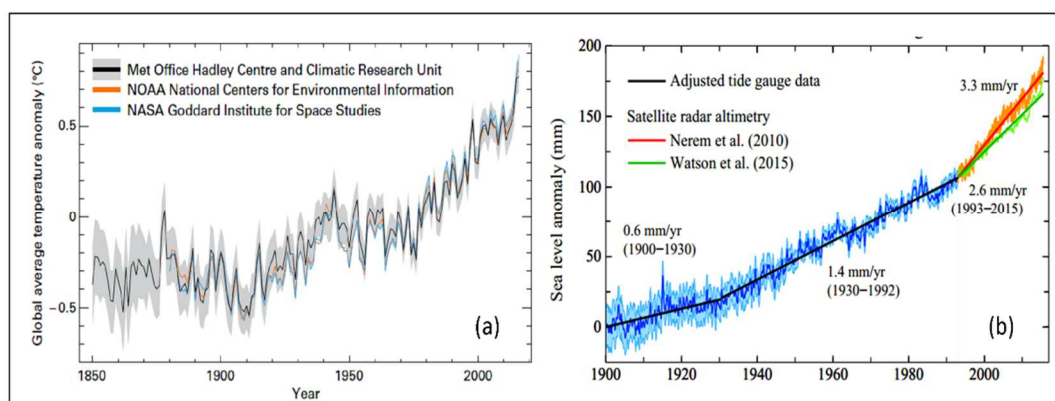 Global average temperature anomaly (°C)
0.5
0
−0.5
Met Office Hadley Centre and Climatic Research Unit
NOAA National Centers for Environmental Information
NASA Goddard Institute for Space Studies
(a)
1850
1900
1950
2000
Year
Sea level anomaly (mm)
200
150
100
50
0
Adjusted tide gauge data
Satellite radar altimetry
Nerem et al. (2010)
Watson et al. (2015)
3.3 mm/yr
2.6 mm/yr
(1993–2015)
0.6 mm/yr
(1900–1930)
1.4 mm/yr
(1930–1992)
(b)
1900
1920
1940
1960
1980
2000